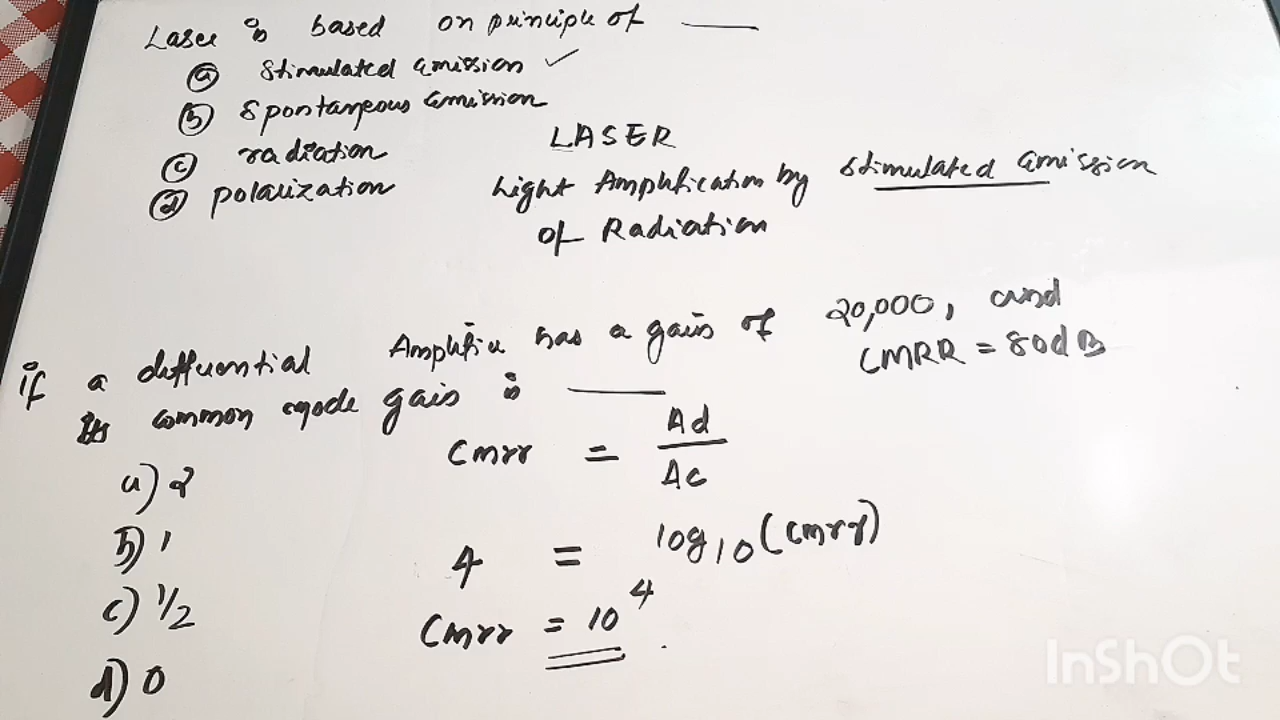 Laser is based on principle of ___
(a) stimulated emission ✓
(b) spontaneous emission
(c) radiation
(d) polarization
LASER
Light Amplification by stimulated emission
of Radiation
if a differential Amplifier has a gain of 20,000, and
CMRR = 80dB
its common mode gain is ___
a) 2
b) 1
c) 1/2
d) 0
Cmrr = Ad / Ac
4 = log10 (Cmrr)
Cmrr = 10^4
InShOt